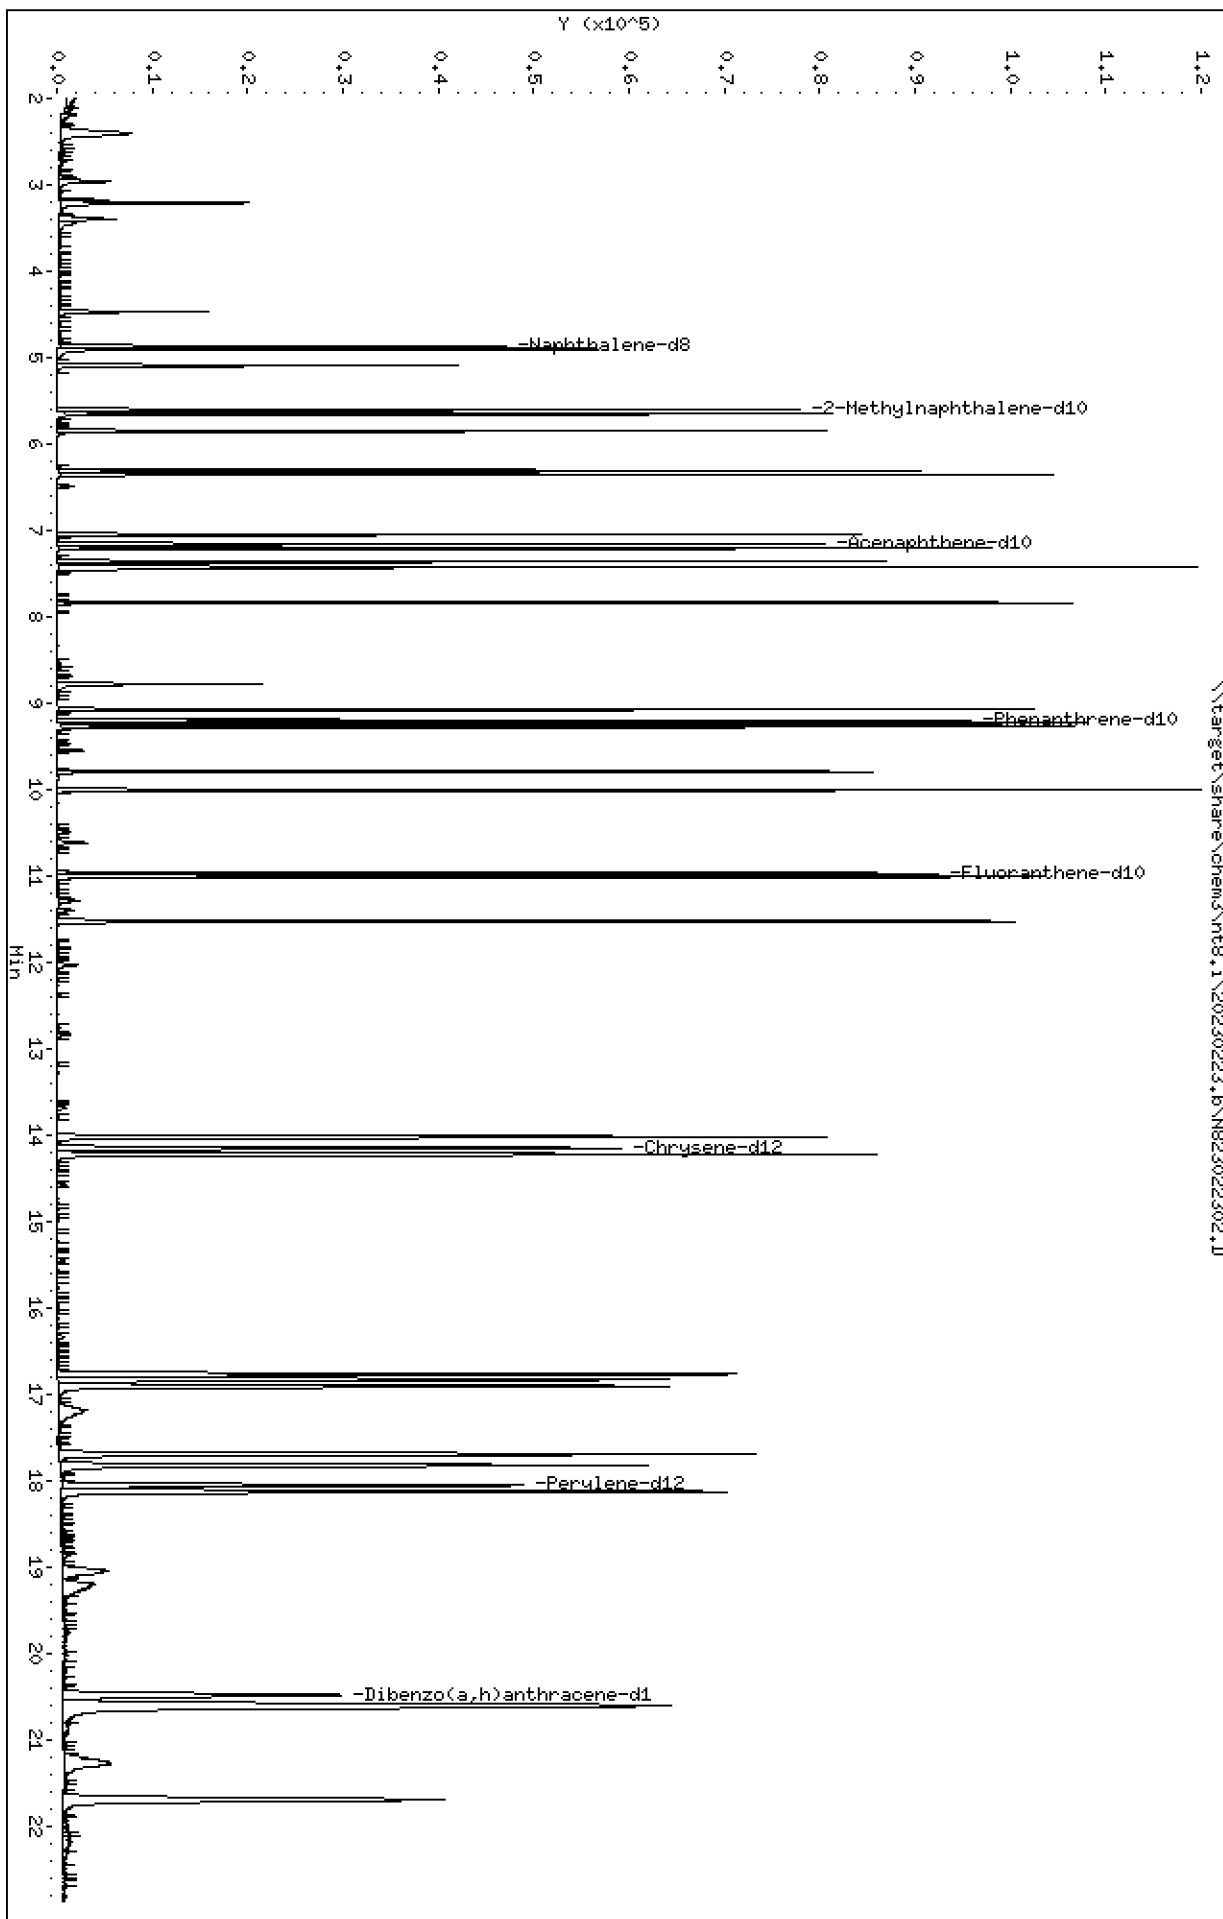 \\target\share\chem3\nt8.i\20230223.b\N823022302.D
Y (x10^5)
1.2
1.1
1.0
0.9
0.8
0.7
0.6
0.5
0.4
0.3
0.2
0.1
0.0
-Naphthalene-d8
-2-Methylnaphthalene-d10
-Acenaphthene-d10
-Phenanthrene-d10
-Fluoranthene-d10
-Chrysene-d12
-Perylene-d12
-Dibenzo(a,h)anthracene-d1
2 3 4 5 6 7 8 9 10 11 12 13 14 15 16 17 18 19 20 21 22
Min